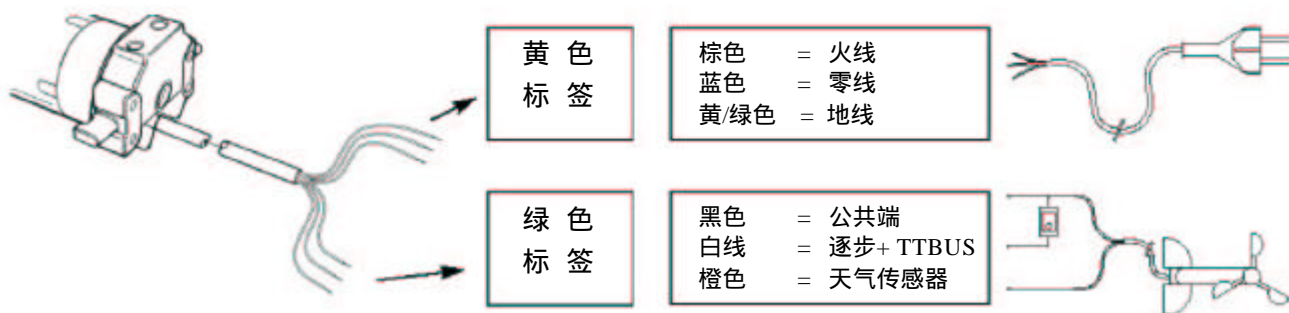 黄 色
标 签
棕色 = 火线
蓝色 = 零线
黄/绿色 = 地线
绿 色
标 签
黑色 = 公共端
白线 = 逐步+ TTBUS
橙色 = 天气传感器